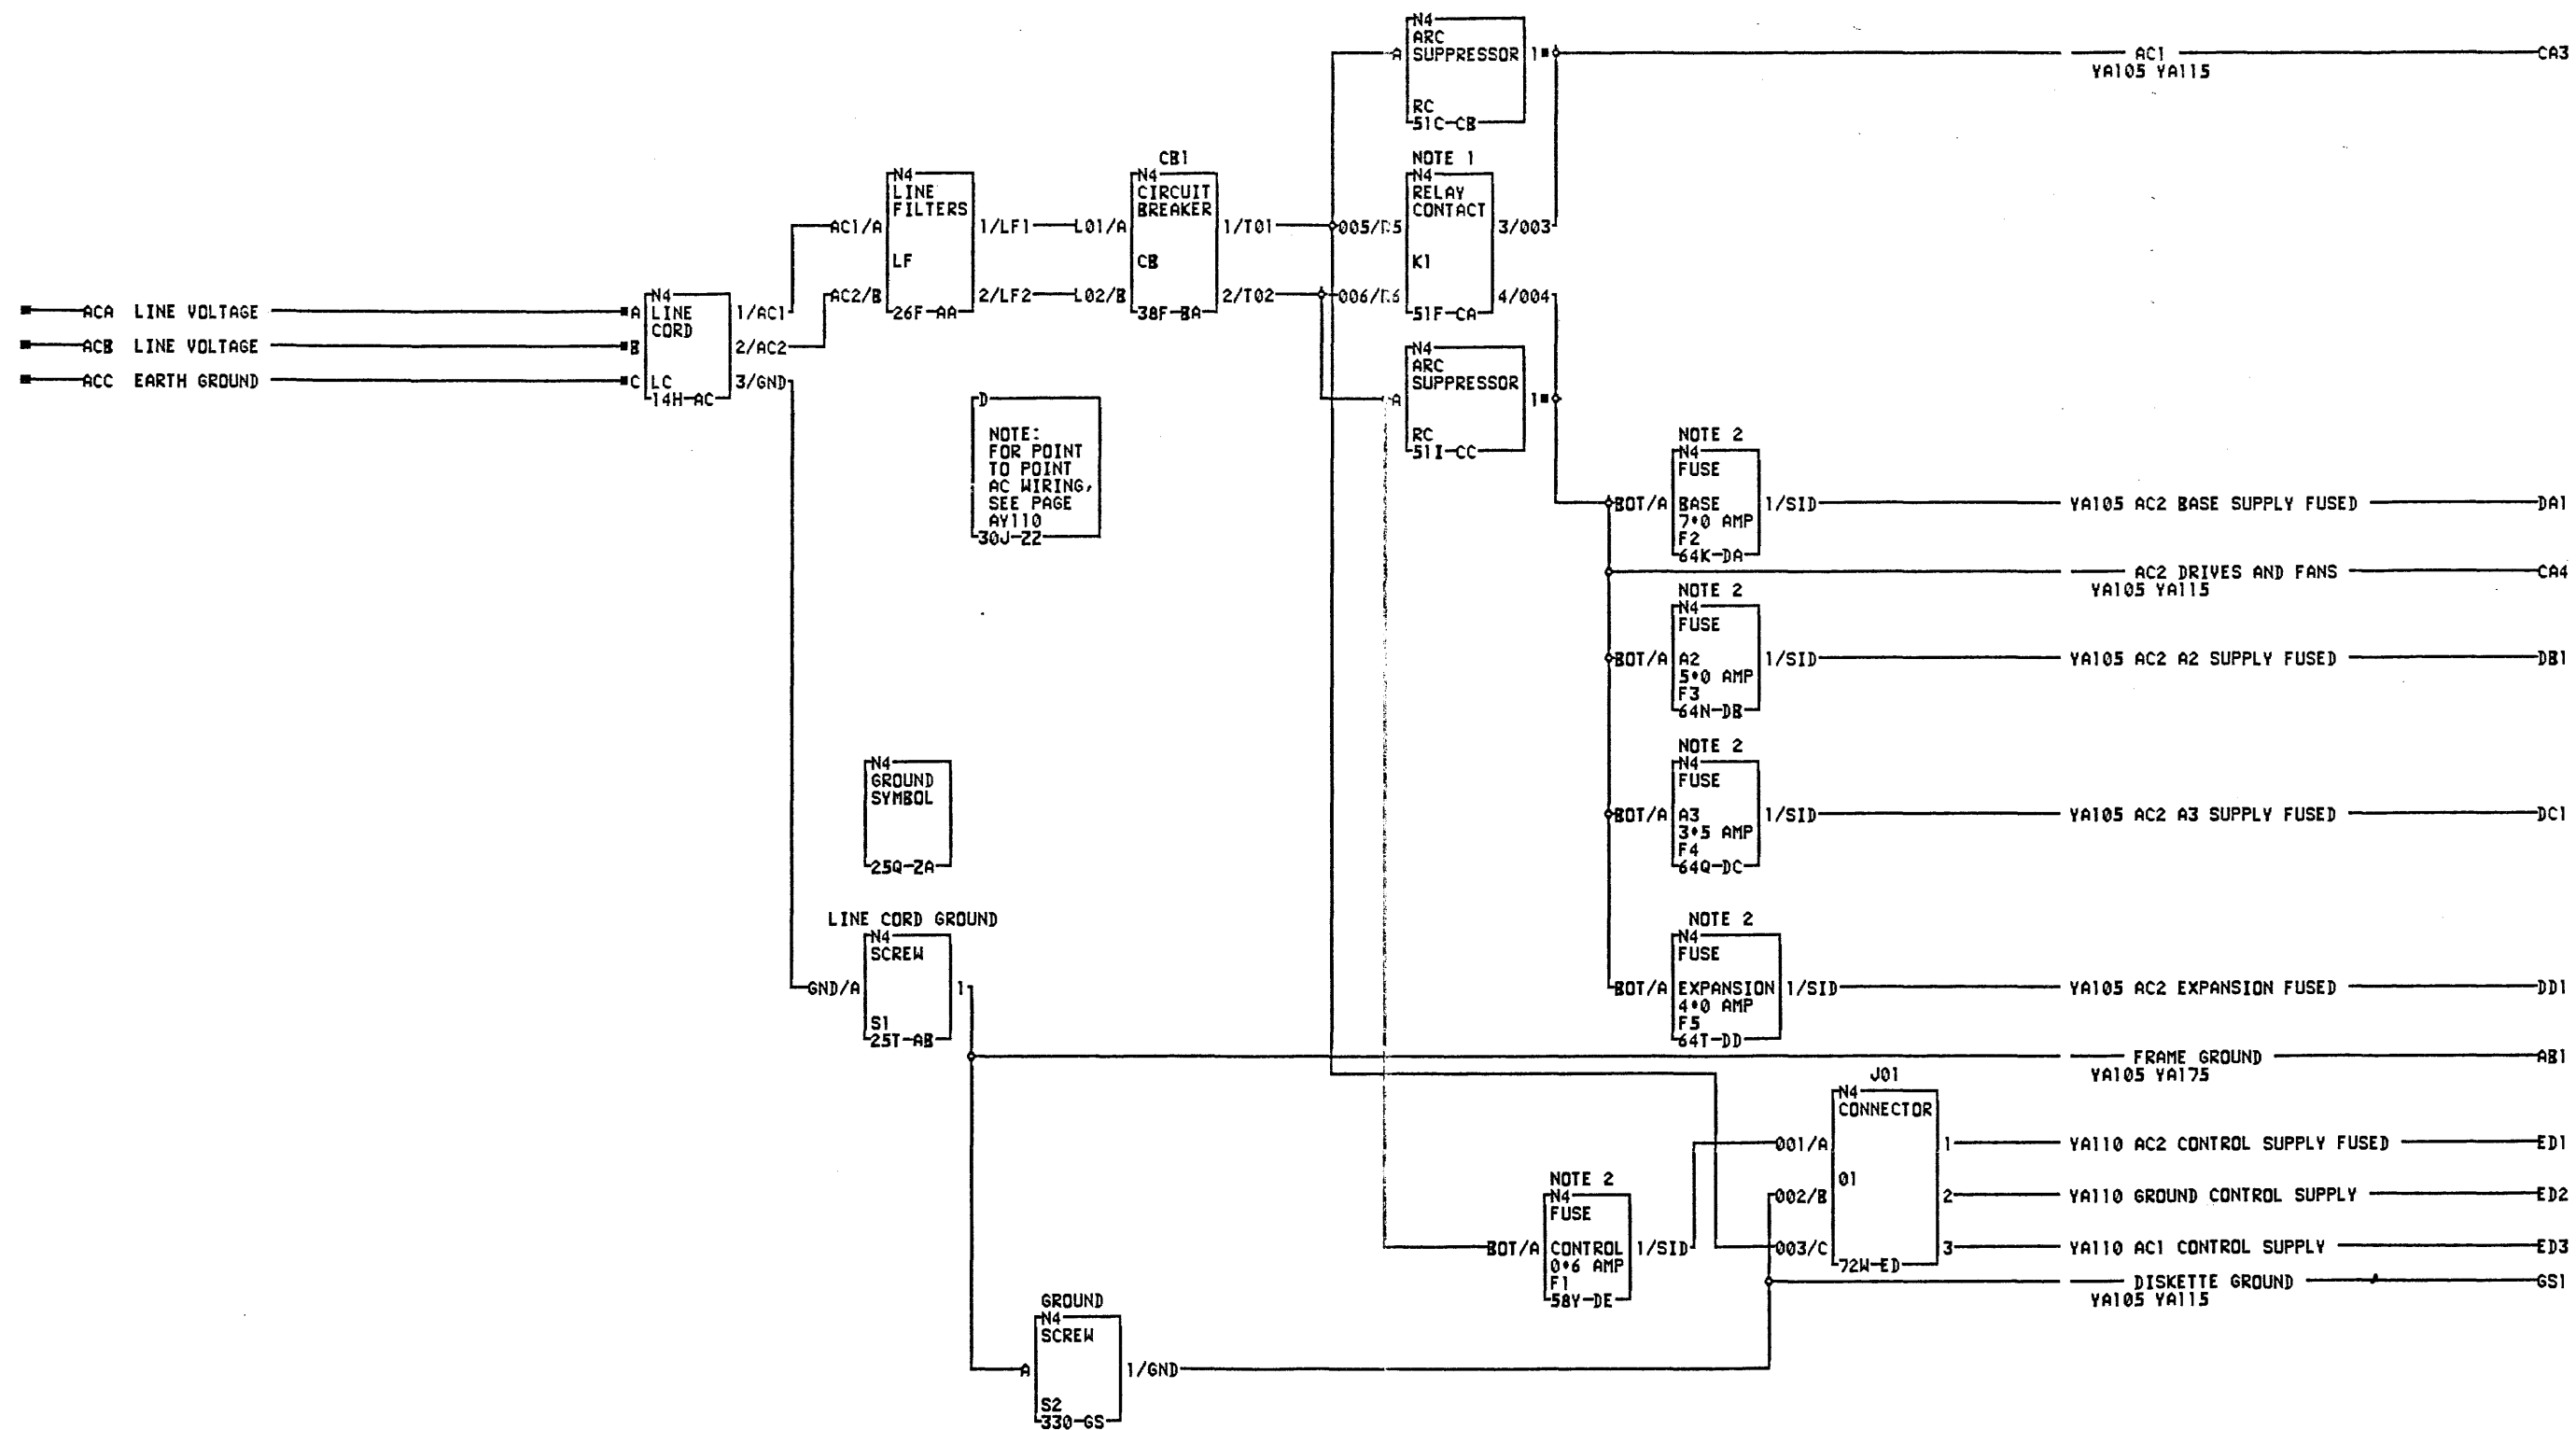 N4
ARC
SUPPRESSOR
A
1
RC
51C-CB
AC1
YA105 YA115
CA3
NOTE 1
N4
RELAY
CONTACT
3/003
4/004
K1
51F-CA
CB1
N4
CIRCUIT
BREAKER
L01/A
1/T01
CB
L02/B
2/T02
38F-BA
N4
LINE
FILTERS
AC1/A
1/LF1
LF
AC2/B
2/LF2
26F-AA
ACA LINE VOLTAGE
ACB LINE VOLTAGE
ACC EARTH GROUND
N4
A LINE
CORD
B
C LC
14H-AC
1/AC1
2/AC2
3/GND
N4
ARC
SUPPRESSOR
A
1
RC
51I-CC
D
NOTE:
FOR POINT
TO POINT
AC WIRING,
SEE PAGE
AY110
30J-ZZ
NOTE 2
N4
FUSE
BOT/A BASE 1/SID
7.0 AMP
F2
64K-DA
YA105 AC2 BASE SUPPLY FUSED DA1
AC2 DRIVES AND FANS CA4
YA105 YA115
NOTE 2
N4
FUSE
BOT/A A2 1/SID
5.0 AMP
F3
64N-DB
YA105 AC2 A2 SUPPLY FUSED DB1
NOTE 2
N4
FUSE
BOT/A A3 1/SID
3.5 AMP
F4
64Q-DC
YA105 AC2 A3 SUPPLY FUSED DC1
N4
GROUND
SYMBOL
25Q-ZA
LINE CORD GROUND
N4
SCREW
GND/A 1
S1
25T-AB
NOTE 2
N4
FUSE
BOT/A EXPANSION 1/SID
4.0 AMP
F5
64T-DD
YA105 AC2 EXPANSION FUSED DD1
FRAME GROUND AB1
YA105 YA175
J01
N4
CONNECTOR
001/A 1
01
002/B 2
003/C 3
72W-ED
YA110 AC2 CONTROL SUPPLY FUSED ED1
YA110 GROUND CONTROL SUPPLY ED2
YA110 AC1 CONTROL SUPPLY ED3
DISKETTE GROUND GS1
YA105 YA115
NOTE 2
N4
FUSE
BOT/A CONTROL 1/SID
0.6 AMP
F1
58Y-DE
GROUND
N4
SCREW
A 1/GND
S2
330-GS